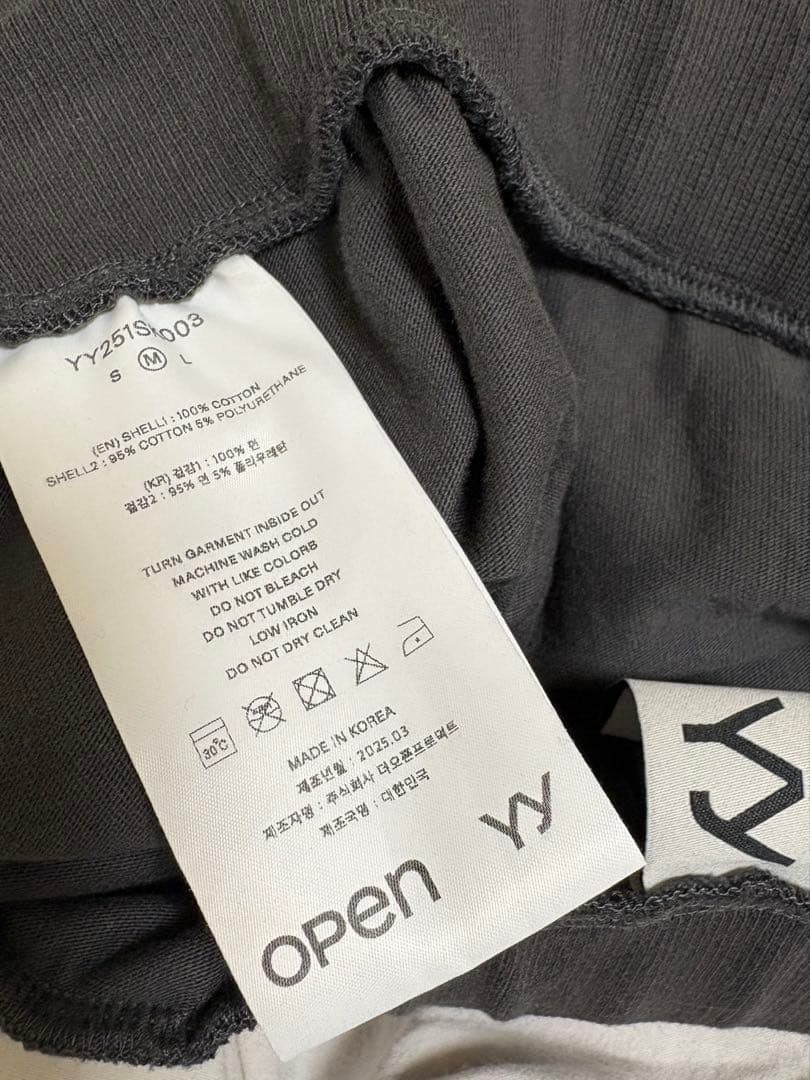 S M L
(EN) SHELL1 : 100% COTTON
SHELL2 : 95% COTTON 5% POLYURETHANE
(KR) 겉감1 : 100% 면
겉감2 : 95% 면 5% 폴리우레탄
TURN GARMENT INSIDE OUT
MACHINE WASH COLD
WITH LIKE COLORS
DO NOT BLEACH
DO NOT TUMBLE DRY
LOW IRON
DO NOT DRY CLEAN
30°C
MADE IN KOREA
제조년월 : 2025.03
제조자명 : 주식회사 더오픈프로덕트
제조국명 : 대한민국
OPEN YY
YY